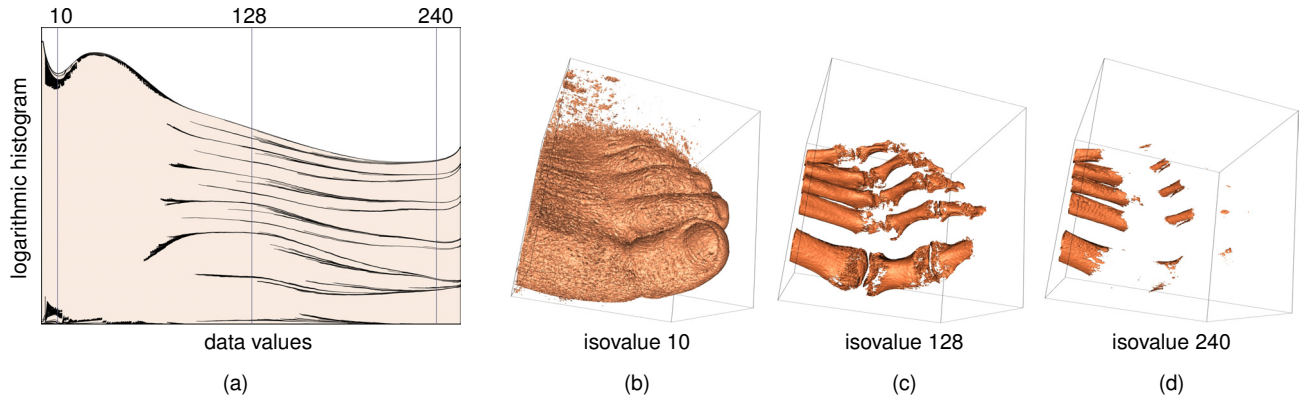 10 128 240
logarithmic histogram
data values
isovalue 10
isovalue 128
isovalue 240
(a)
(b)
(c)
(d)